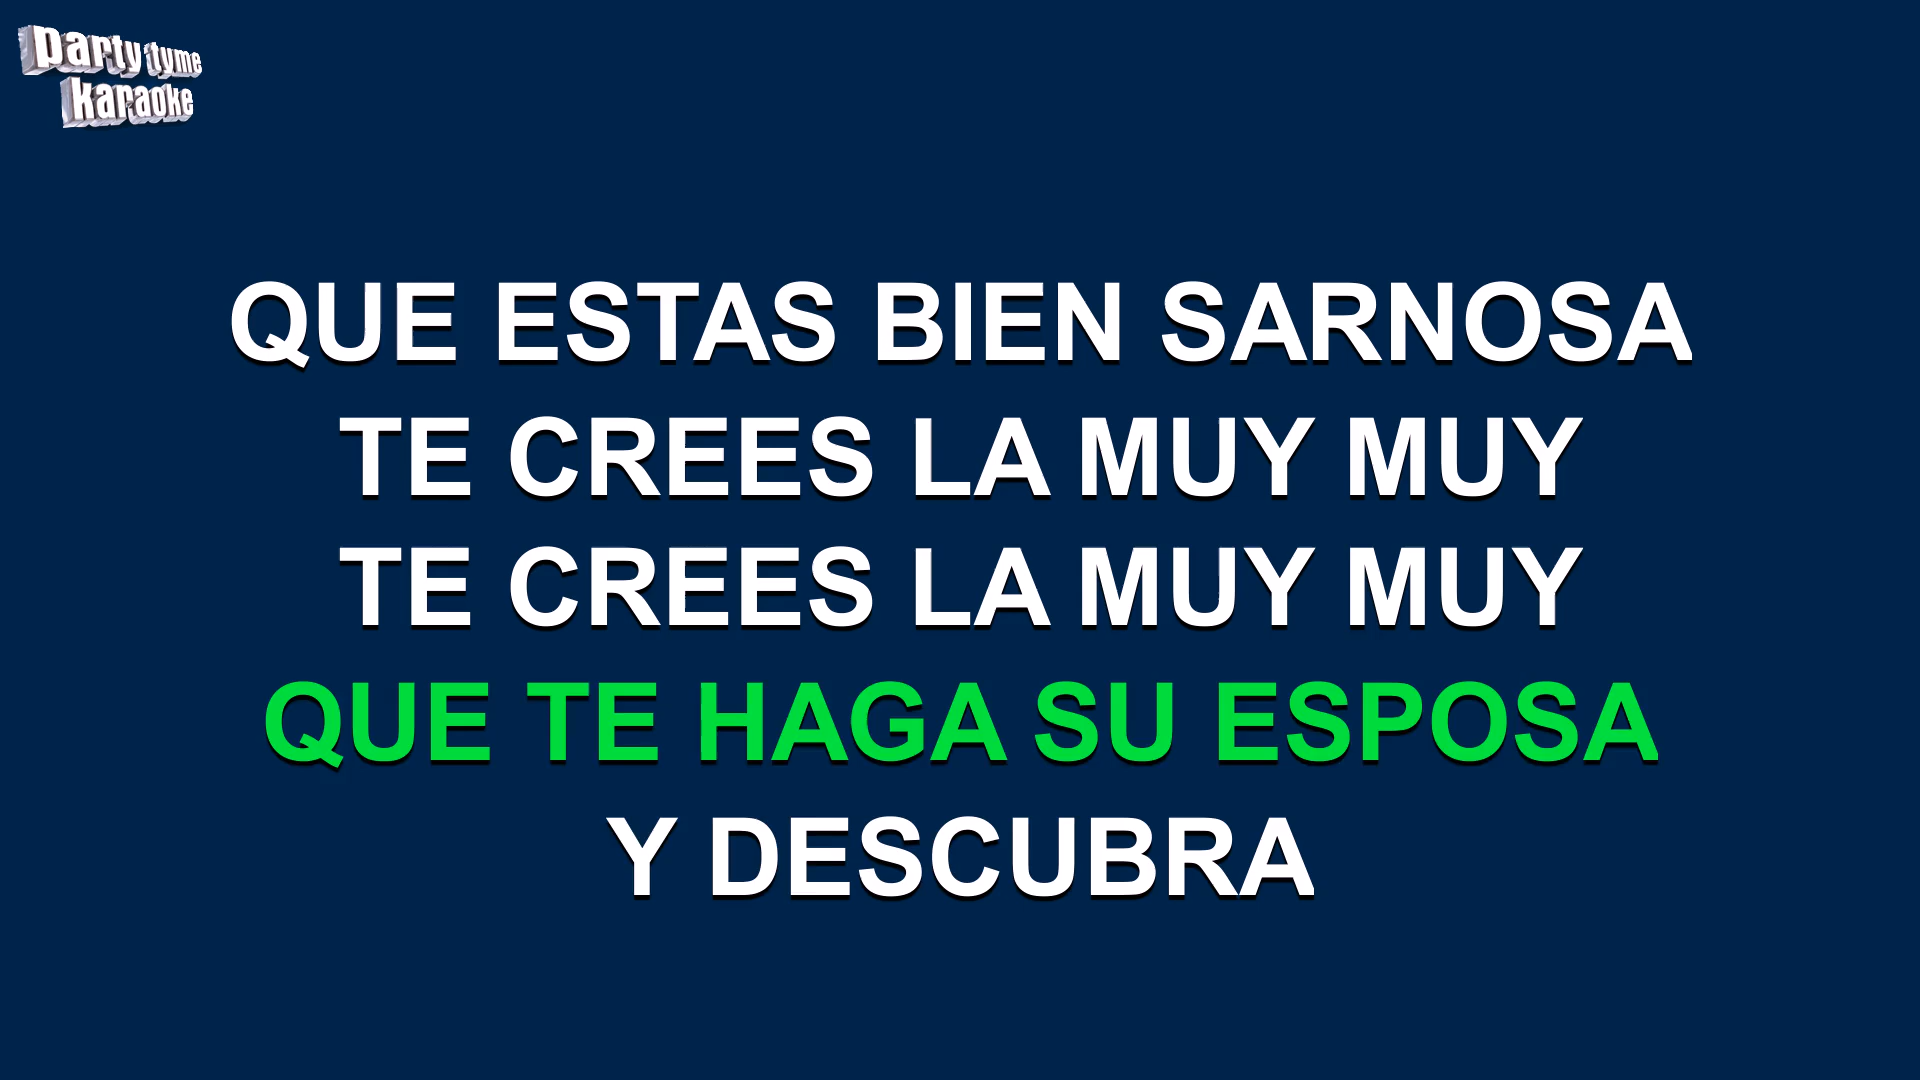 party tyme
karaoke
QUE ESTAS BIEN SARNOSA
TE CREES LA MUY MUY
TE CREES LA MUY MUY
QUE TE HAGA SU ESPOSA
Y DESCUBRA